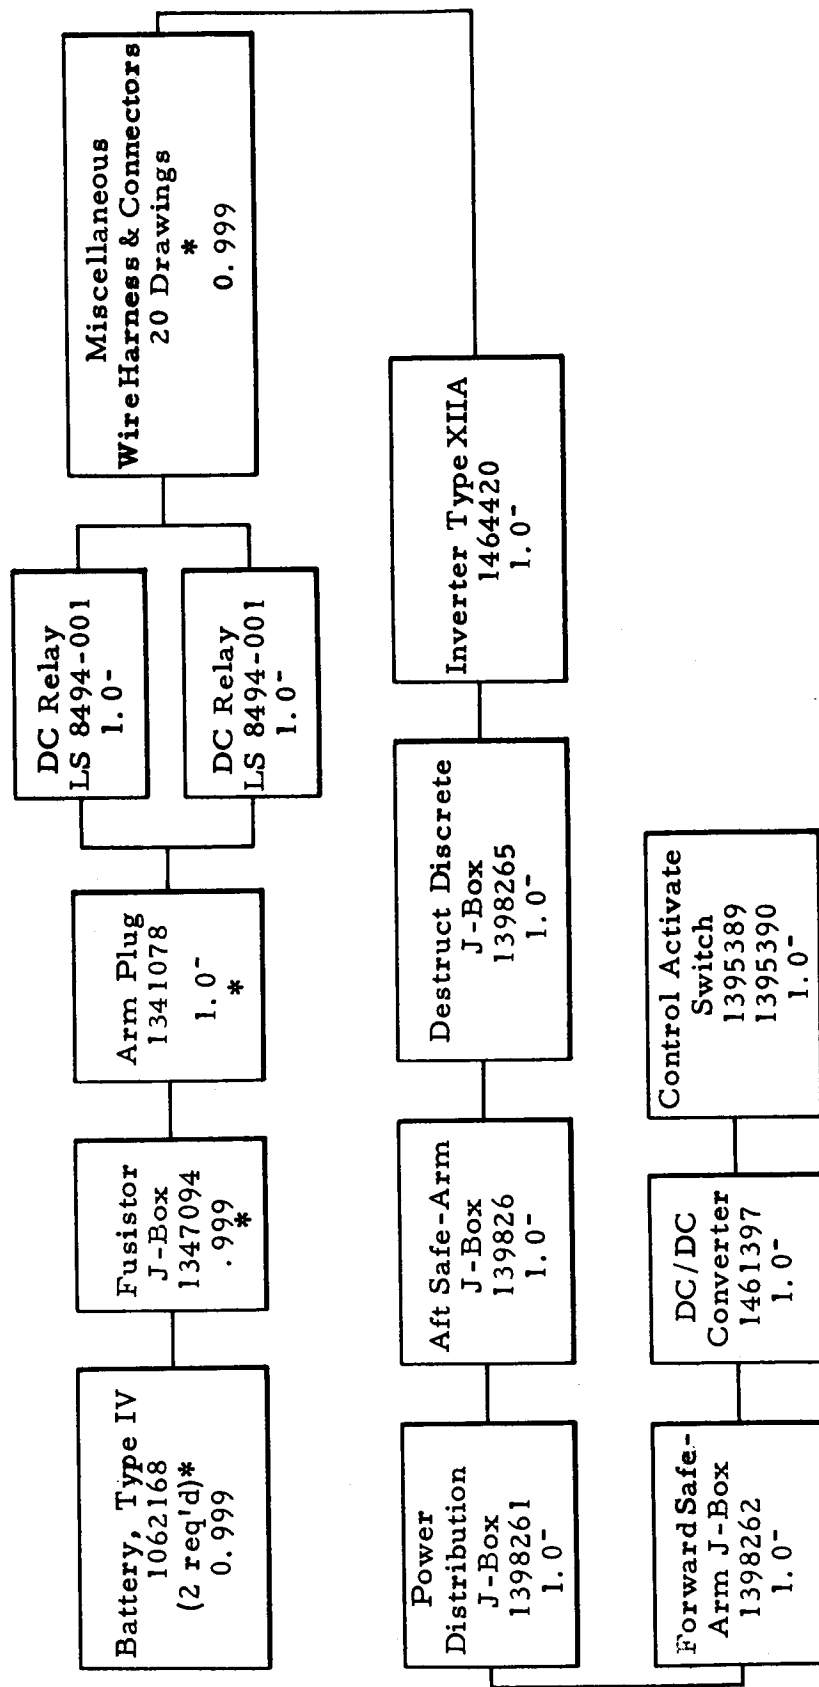 Battery, Type IV
1062168
(2 req'd)*
0.999
Fusistor
J-Box
1347094
.999
*
Arm Plug
1341078
1.0-
*
DC Relay
LS 8494-001
1.0-
DC Relay
LS 8494-001
1.0-
Miscellaneous
Wire Harness & Connectors
20 Drawings
*
0.999
Power
Distribution
J-Box
1398261
1.0-
Aft Safe-Arm
J-Box
139826
1.0-
Destruct Discrete
J-Box
1398265
1.0-
Inverter Type XIIA
1464420
1.0-
Forward Safe-
Arm J-Box
1398262
1.0-
DC/DC
Converter
1461397
1.0-
Control Activate
Switch
1395389
1395390
1.0-